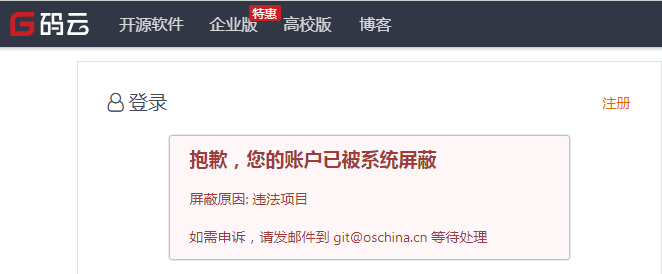 G码云 开源软件 企业版 特惠 高校版 博客
登录 注册
抱歉，您的账户已被系统屏蔽
屏蔽原因: 违法项目
如需申诉，请发邮件到 git@oschina.cn 等待处理